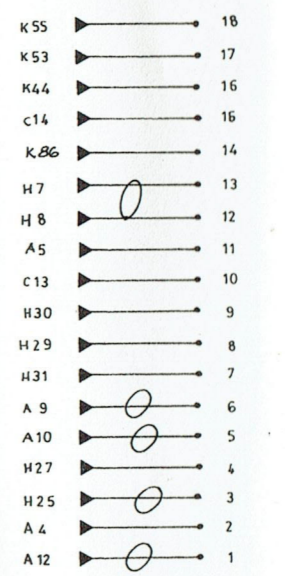 K55 18
K53 17
K44 16
C14 16
K86 14
H7 13
H8 12
A5 11
C13 10
H30 9
H29 8
H31 7
A9 6
A10 5
H27 4
H25 3
A4 2
A12 1